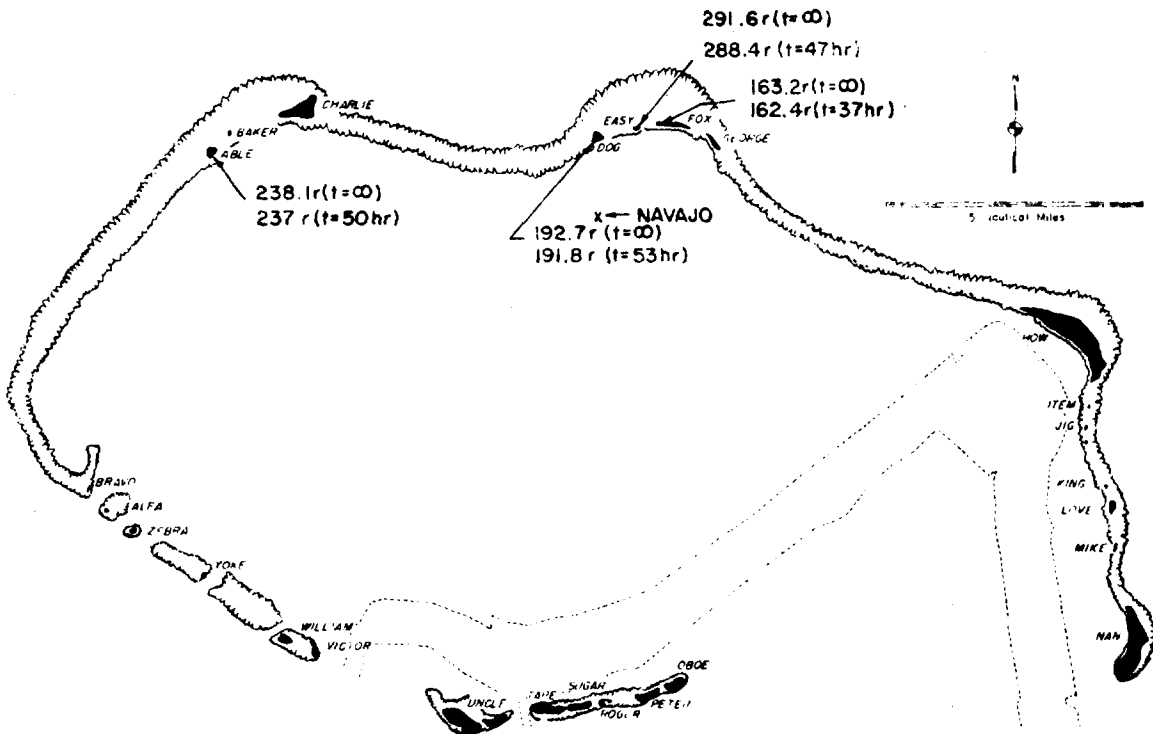 291.6r(t=∞)
288.4r(t=47hr)
163.2r(t=∞)
162.4r(t=37hr)
N
CHARLIE
BAKER
ABLE
EASY
FOX
DOG
GEORGE
238.1r(t=∞)
237 r(t=50hr)
x ← NAVAJO
192.7r(t=∞)
191.8r(t=53hr)
5 Nautical Miles
HOW
ITEM
JIG
KING
LOVE
MIKE
NAN
BRAVO
ALFA
ZEBRA
YOKE
WILLIAM
VICTOR
UNCLE
TARE
SUGAR
ROGER
PETER
OBOE